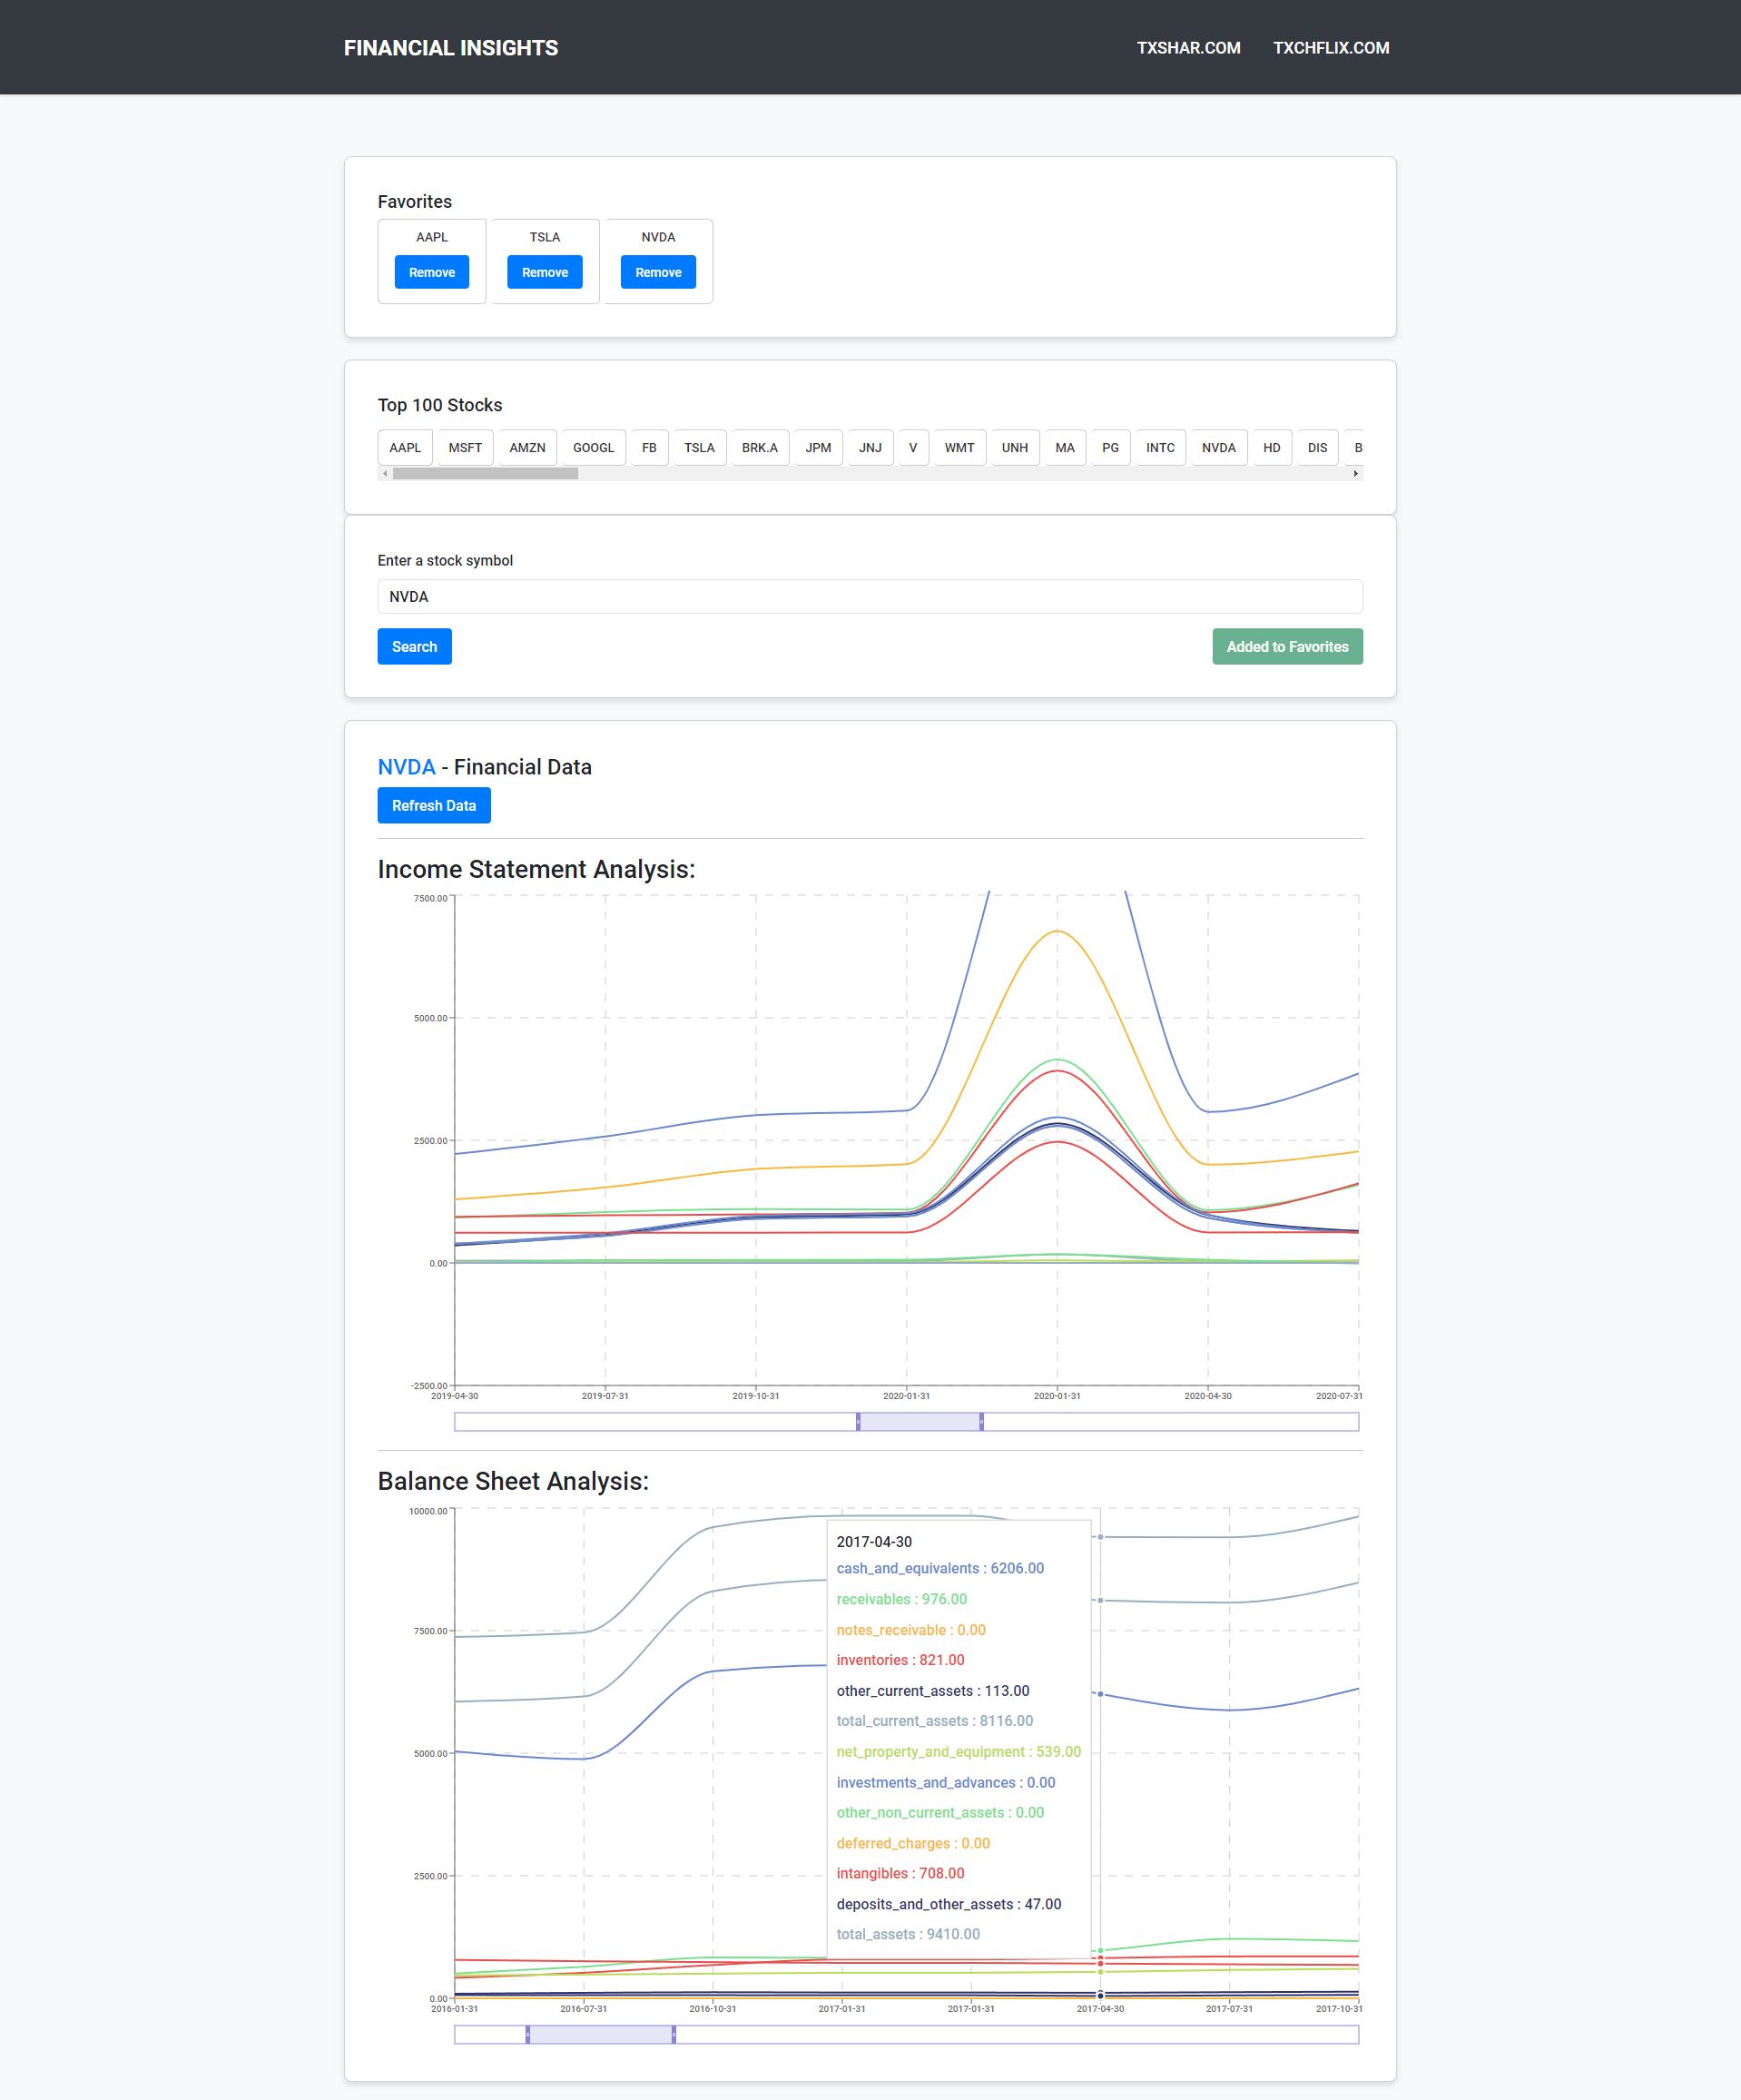 FINANCIAL INSIGHTS
TXSHAR.COM TXCHFLIX.COM
Favorites
AAPL TSLA NVDA
Remove Remove Remove
Top 100 Stocks
AAPL MSFT AMZN GOOGL FB TSLA BRK.A JPM JNJ V WMT UNH MA PG INTC NVDA HD DIS B
Enter a stock symbol
NVDA
Search Added to Favorites
NVDA - Financial Data
Refresh Data
Income Statement Analysis:
7500.00
5000.00
2500.00
0.00
-2500.00
2019-04-30 2019-07-31 2019-10-31 2020-01-31 2020-01-31 2020-04-30 2020-07-31
Balance Sheet Analysis:
10000.00
7500.00
5000.00
2500.00
0.00
2017-04-30
cash_and_equivalents : 6206.00
receivables : 976.00
notes_receivable : 0.00
inventories : 821.00
other_current_assets : 113.00
total_current_assets : 8116.00
net_property_and_equipment : 539.00
investments_and_advances : 0.00
other_non_current_assets : 0.00
deferred_charges : 0.00
intangibles : 708.00
deposits_and_other_assets : 47.00
total_assets : 9410.00
2016-01-31 2016-07-31 2016-10-31 2017-01-31 2017-01-31 2017-04-30 2017-07-31 2017-10-31